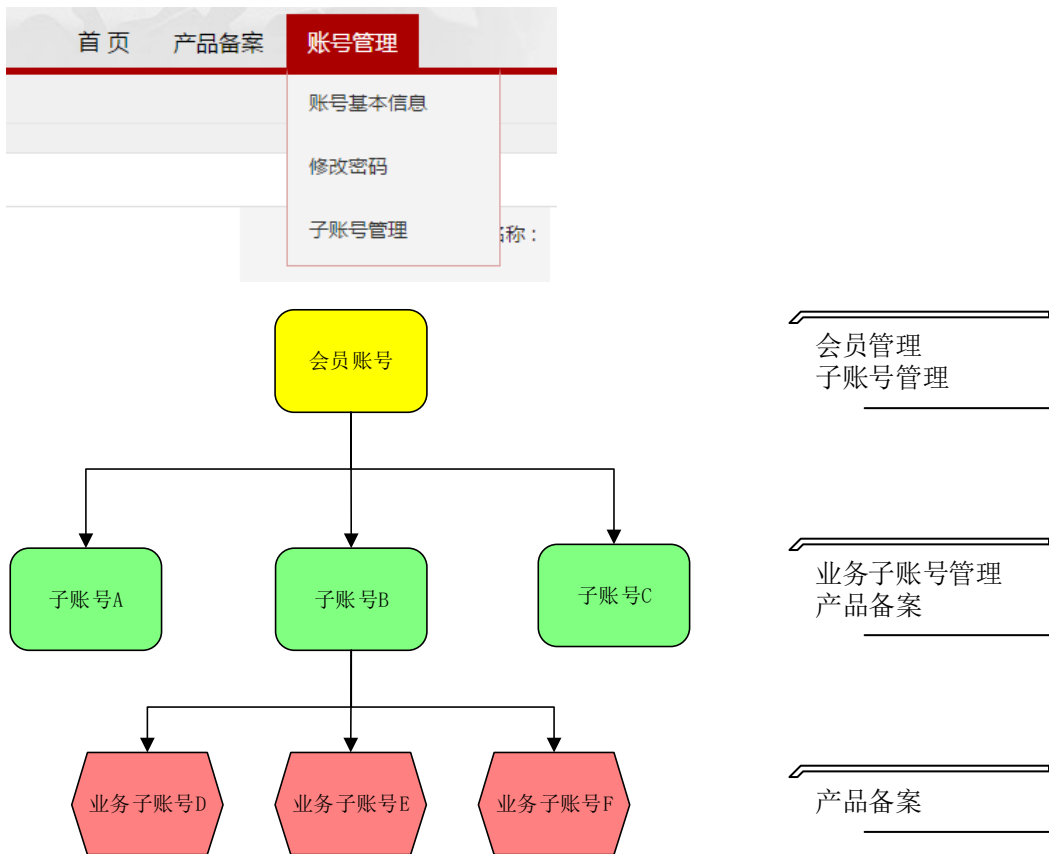 首页 产品备案 账号管理
账号基本信息
修改密码
子账号管理
称：
会员账号
会员管理
子账号管理
子账号A 子账号B 子账号C
业务子账号管理
产品备案
业务子账号D 业务子账号E 业务子账号F
产品备案